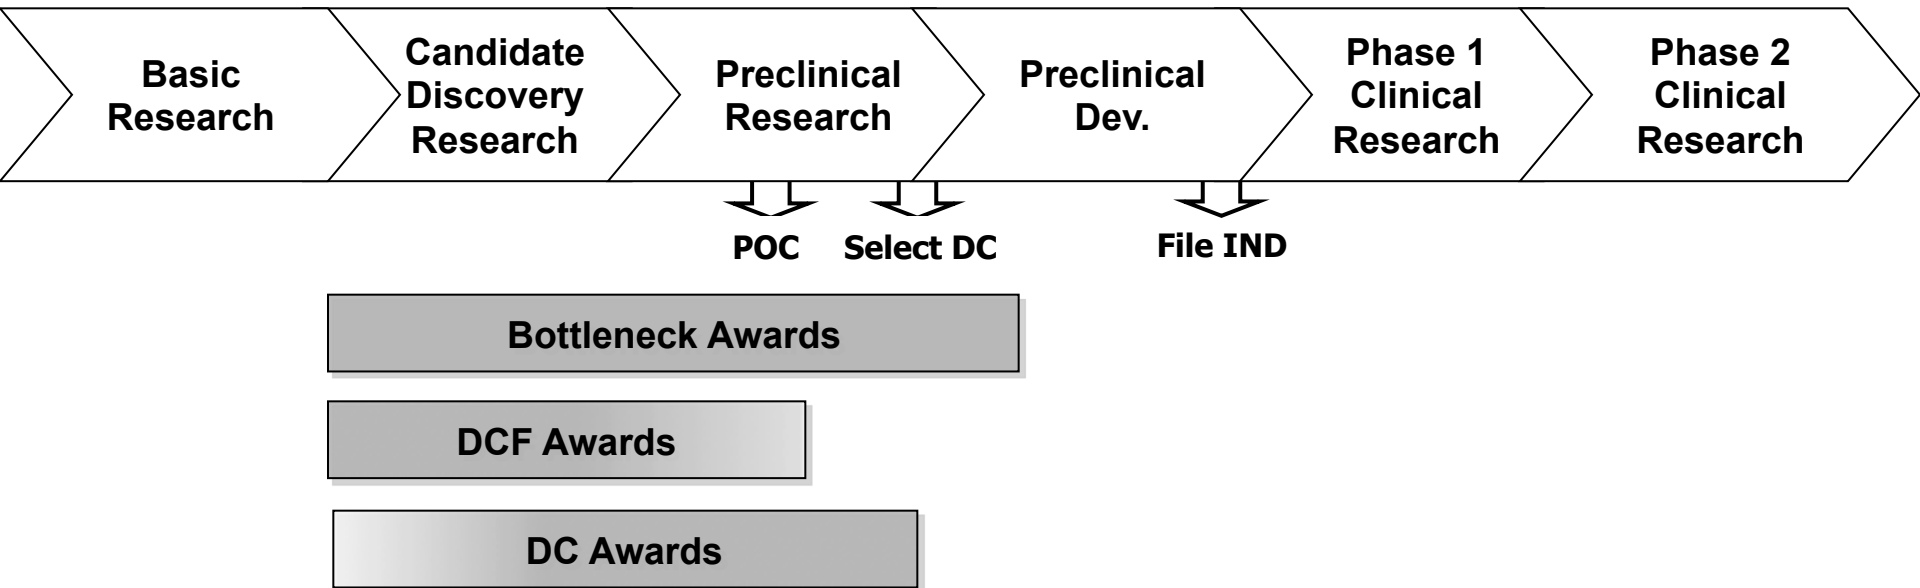 Basic
Research
Candidate
Discovery
Research
Preclinical
Research
Preclinical
Dev.
Phase 1
Clinical
Research
Phase 2
Clinical
Research
POC
Select DC
File IND
Bottleneck Awards
DCF Awards
DC Awards